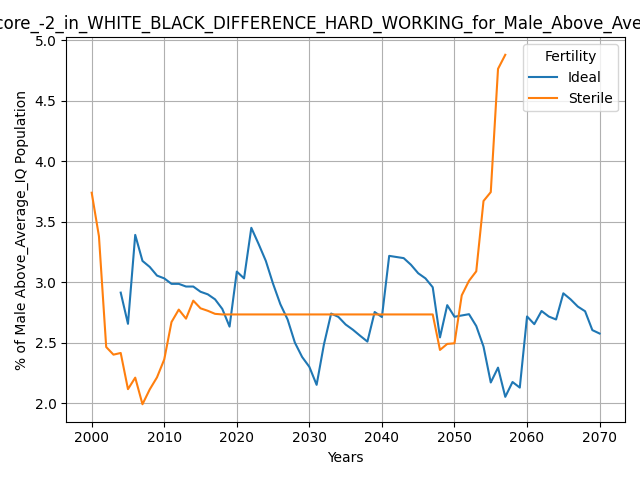 core_-2_in_WHITE_BLACK_DIFFERENCE_HARD_WORKING_for_Male_Above_Ave
Fertility
Ideal
Sterile
% of Male Above_Average_IQ Population
5.0
4.5
4.0
3.5
3.0
2.5
2.0
2000 2010 2020 2030 2040 2050 2060 2070
Years